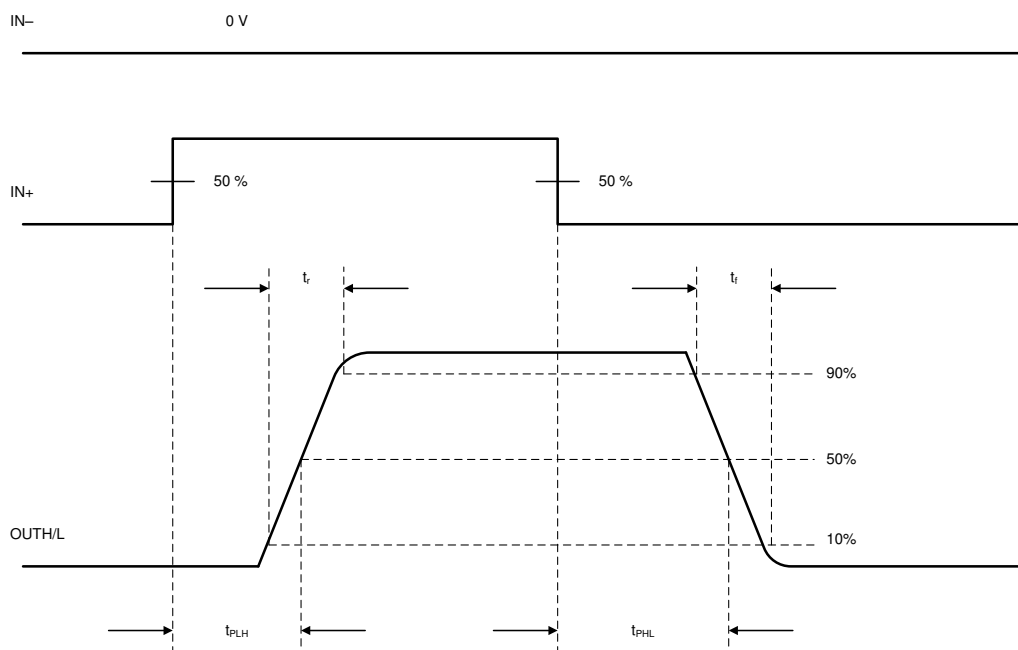 IN– 0 V
IN+ 50 % 50 %
tr tf
90%
50%
OUTH/L 10%
tPLH tPHL